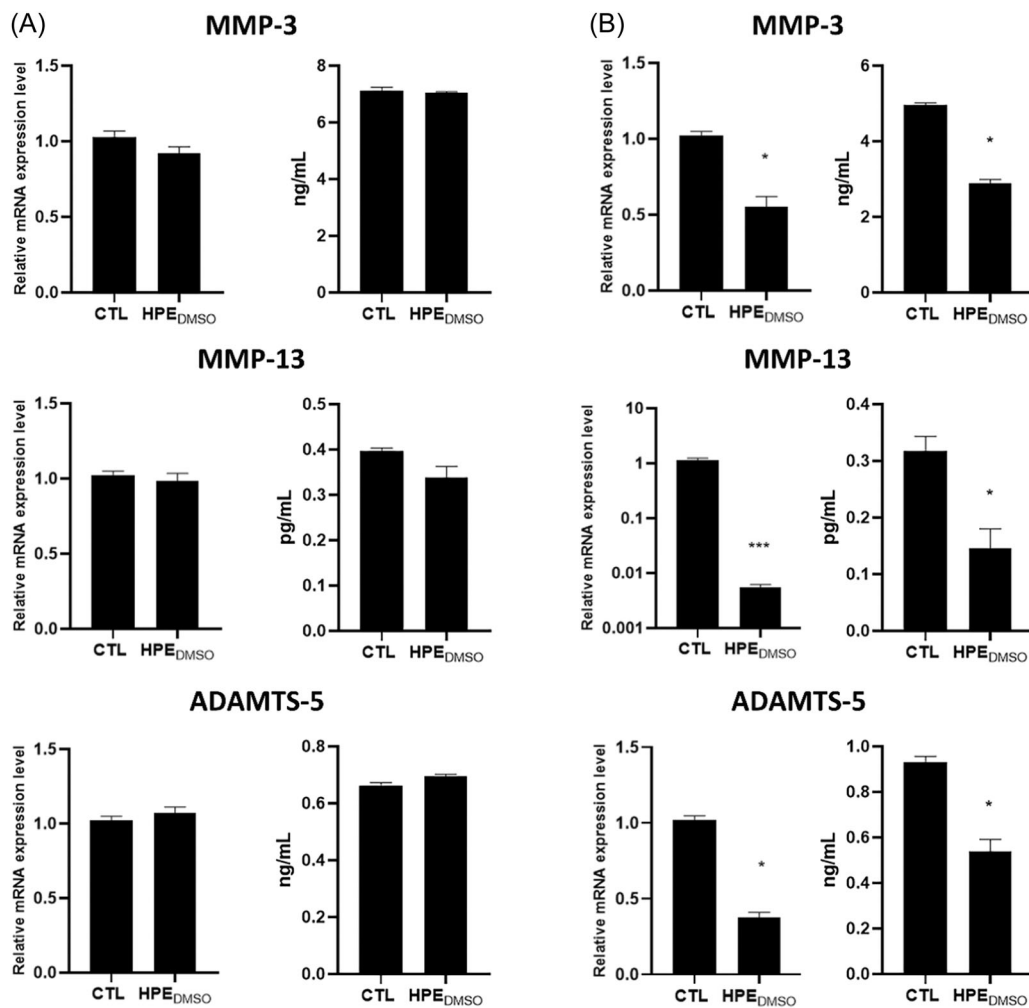 (A)
MMP-3
Relative mRNA expression level
1.5
1.0
0.5
0.0
CTL HPEDMSO
ng/mL
8
6
4
2
0
CTL HPEDMSO
MMP-13
Relative mRNA expression level
1.5
1.0
0.5
0.0
CTL HPEDMSO
pg/mL
0.5
0.4
0.3
0.2
0.1
0.0
CTL HPEDMSO
ADAMTS-5
Relative mRNA expression level
1.5
1.0
0.5
0.0
CTL HPEDMSO
ng/mL
0.8
0.6
0.4
0.2
0.0
CTL HPEDMSO
(B)
MMP-3
Relative mRNA expression level
1.5
1.0
0.5
0.0
*
CTL HPEDMSO
ng/mL
6
4
2
0
*
CTL HPEDMSO
MMP-13
Relative mRNA expression level
10
1
0.1
0.01
0.001
***
CTL HPEDMSO
pg/mL
0.4
0.3
0.2
0.1
0.0
*
CTL HPEDMSO
ADAMTS-5
Relative mRNA expression level
1.5
1.0
0.5
0.0
*
CTL HPEDMSO
ng/mL
1.0
0.8
0.6
0.4
0.2
0.0
*
CTL HPEDMSO